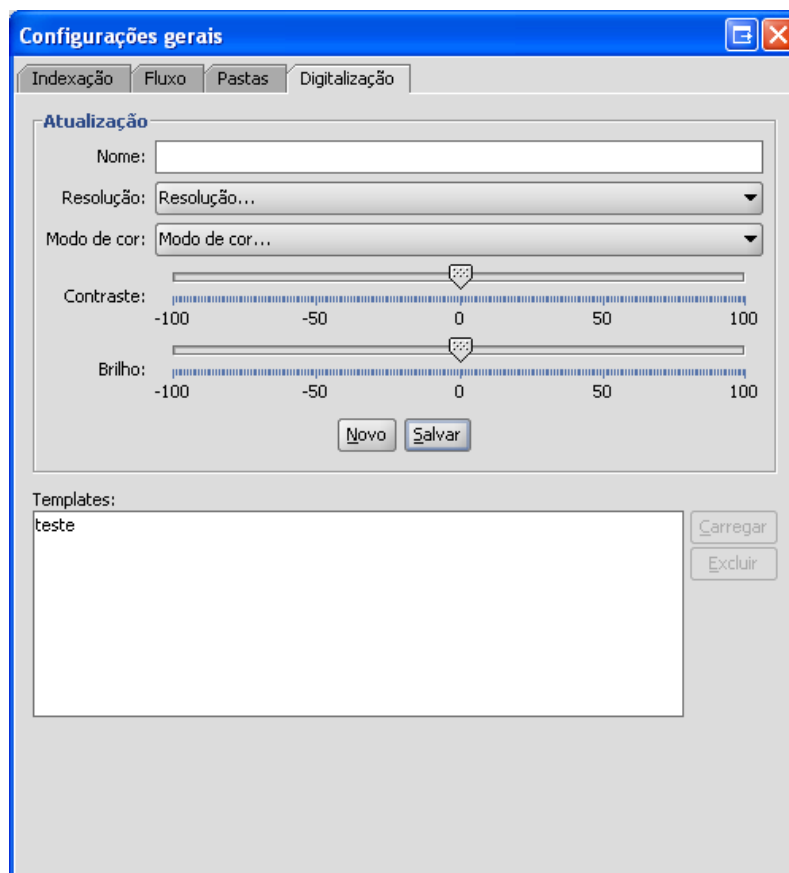 Configurações gerais
Indexação Fluxo Pastas Digitalização
Atualização
Nome:
Resolução: Resolução...
Modo de cor: Modo de cor...
Contraste:
-100 -50 0 50 100
Brilho:
-100 -50 0 50 100
Novo Salvar
Templates:
teste
Carregar
Excluir